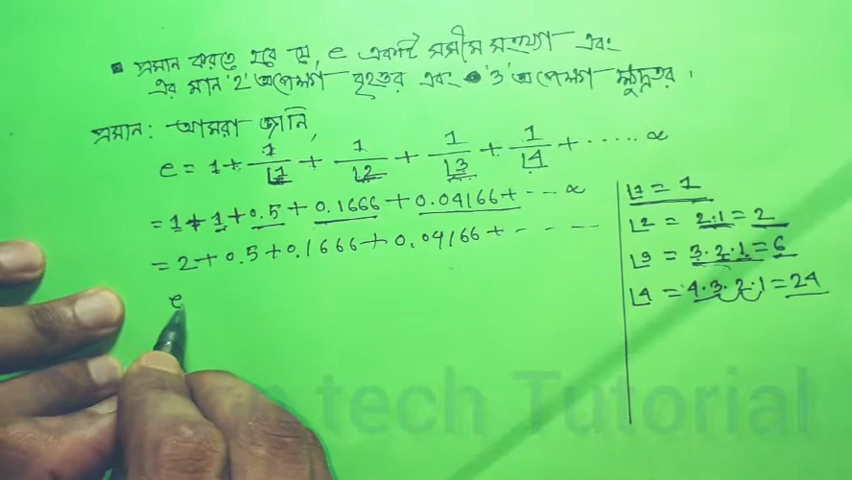 ▪ প্রমান করতে হবে যে, e একটি সসীম সংখ্যা এবং
এর মান '2' অপেক্ষা বৃহত্তর এবং '3' অপেক্ষা ক্ষুদ্রতর।
প্রমান: আমরা জানি,
e = 1 + 1/⌊1 + 1/⌊2 + 1/⌊3 + 1/⌊4 + ...... ∝
= 1 + 1 + 0.5 + 0.1666 + 0.04166 + ... ∝
= 2 + 0.5 + 0.1666 + 0.04166 + - - - -
e
⌊1 = 1
⌊2 = 2·1 = 2
⌊3 = 3·2·1 = 6
⌊4 = 4·3·2·1 = 24
tech Tutorial